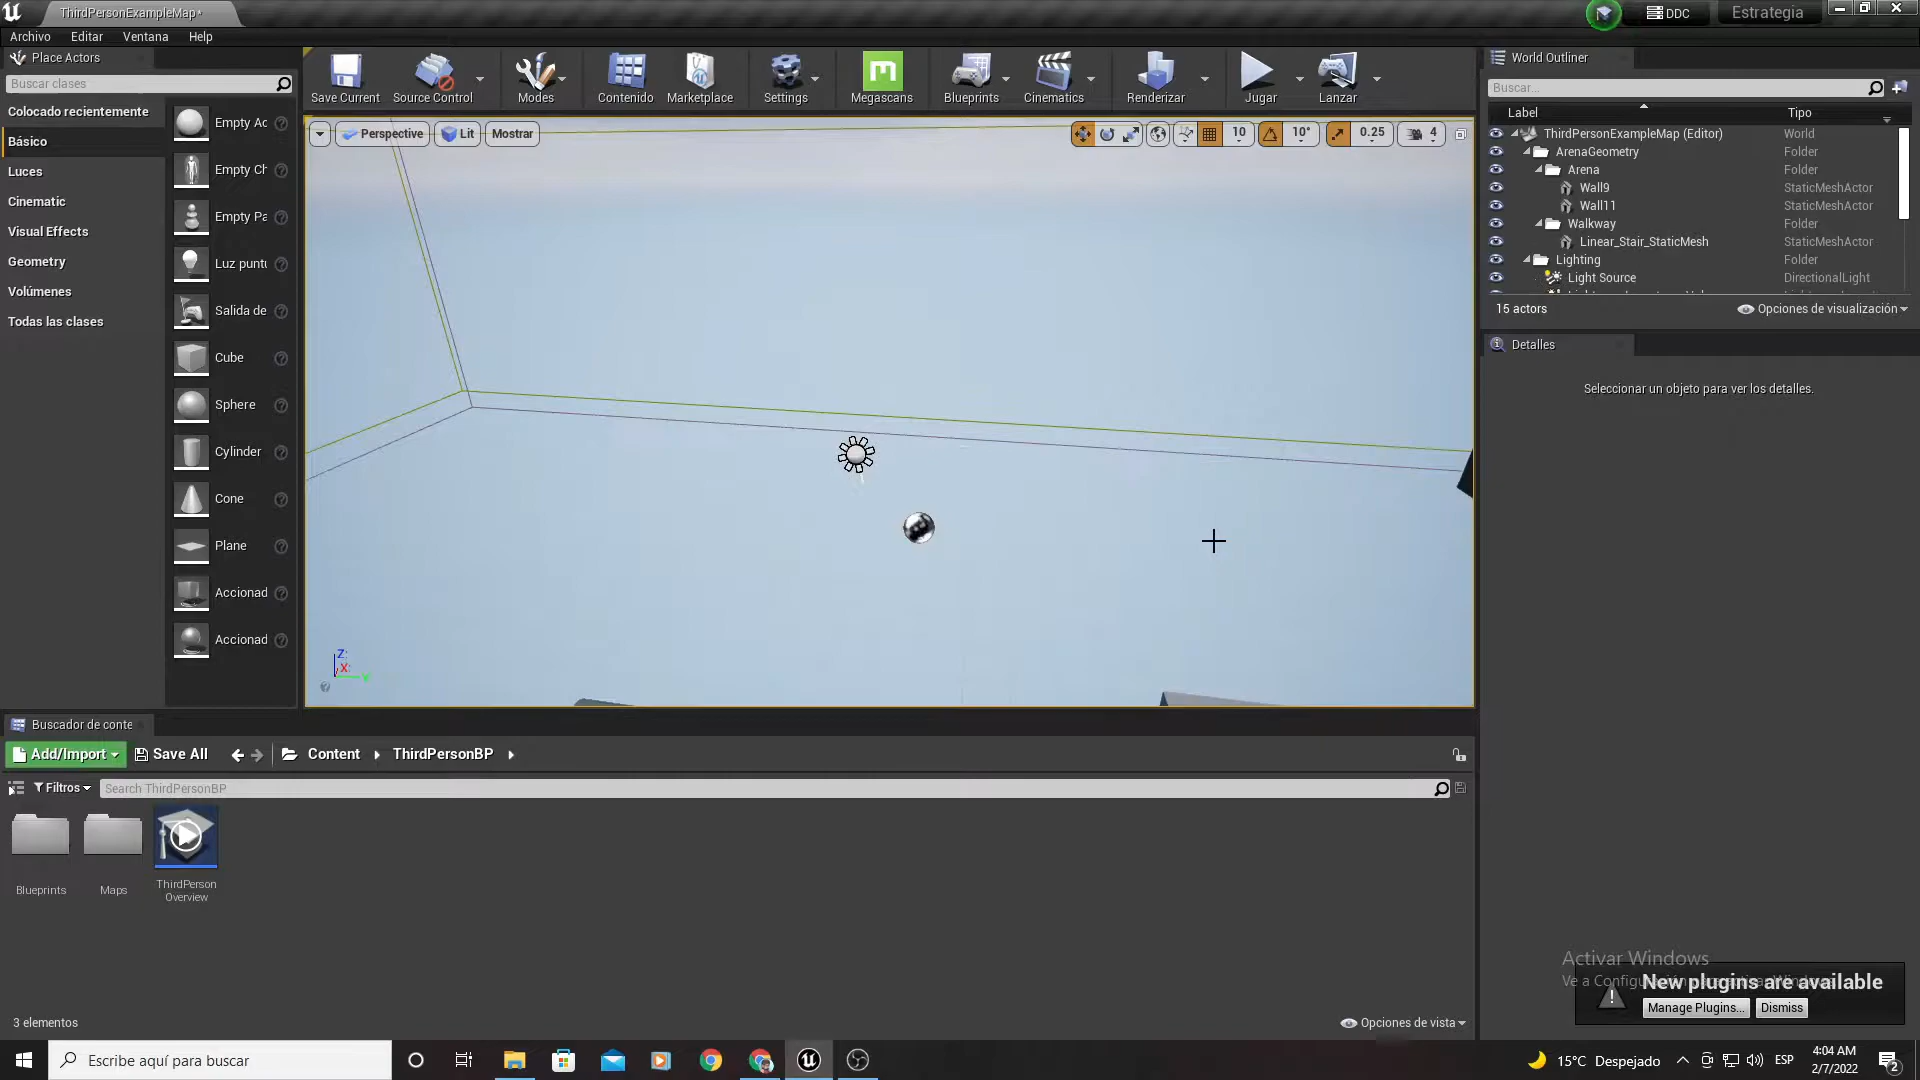 ThirdPersonExampleMap*
DDC
Estrategia
Archivo
Editar
Ventana
Help
Place Actors
Buscar clases
Colocado recientemente
Básico
Luces
Cinematic
Visual Effects
Geometry
Volúmenes
Todas las clases
Empty Ac
Empty Ch
Empty Pa
Luz puntu
Salida de
Cube
Sphere
Cylinder
Cone
Plane
Accionad
Accionad
Save Current
Source Control
Modes
Contenido
Marketplace
Settings
Megascans
Blueprints
Cinematics
Renderizar
Jugar
Lanzar
Perspective
Lit
Mostrar
10
10°
0.25
4
Z
X
Y
World Outliner
Buscar...
Label
Tipo
ThirdPersonExampleMap (Editor) World
ArenaGeometry Folder
Arena Folder
Wall9 StaticMeshActor
Wall11 StaticMeshActor
Walkway Folder
Linear_Stair_StaticMesh StaticMeshActor
Lighting Folder
Light Source DirectionalLight
15 actors
Opciones de visualización
Detalles
Seleccionar un objeto para ver los detalles.
Buscador de conte
Add/Import
Save All
Content
ThirdPersonBP
Filtros
Search ThirdPersonBP
Blueprints
Maps
ThirdPerson
Overview
3 elementos
Opciones de vista
Activar Windows
New plugins are available
Manage Plugins...
Dismiss
Escribe aquí para buscar
15°C Despejado
ESP
4:04 AM
2/7/2022
2